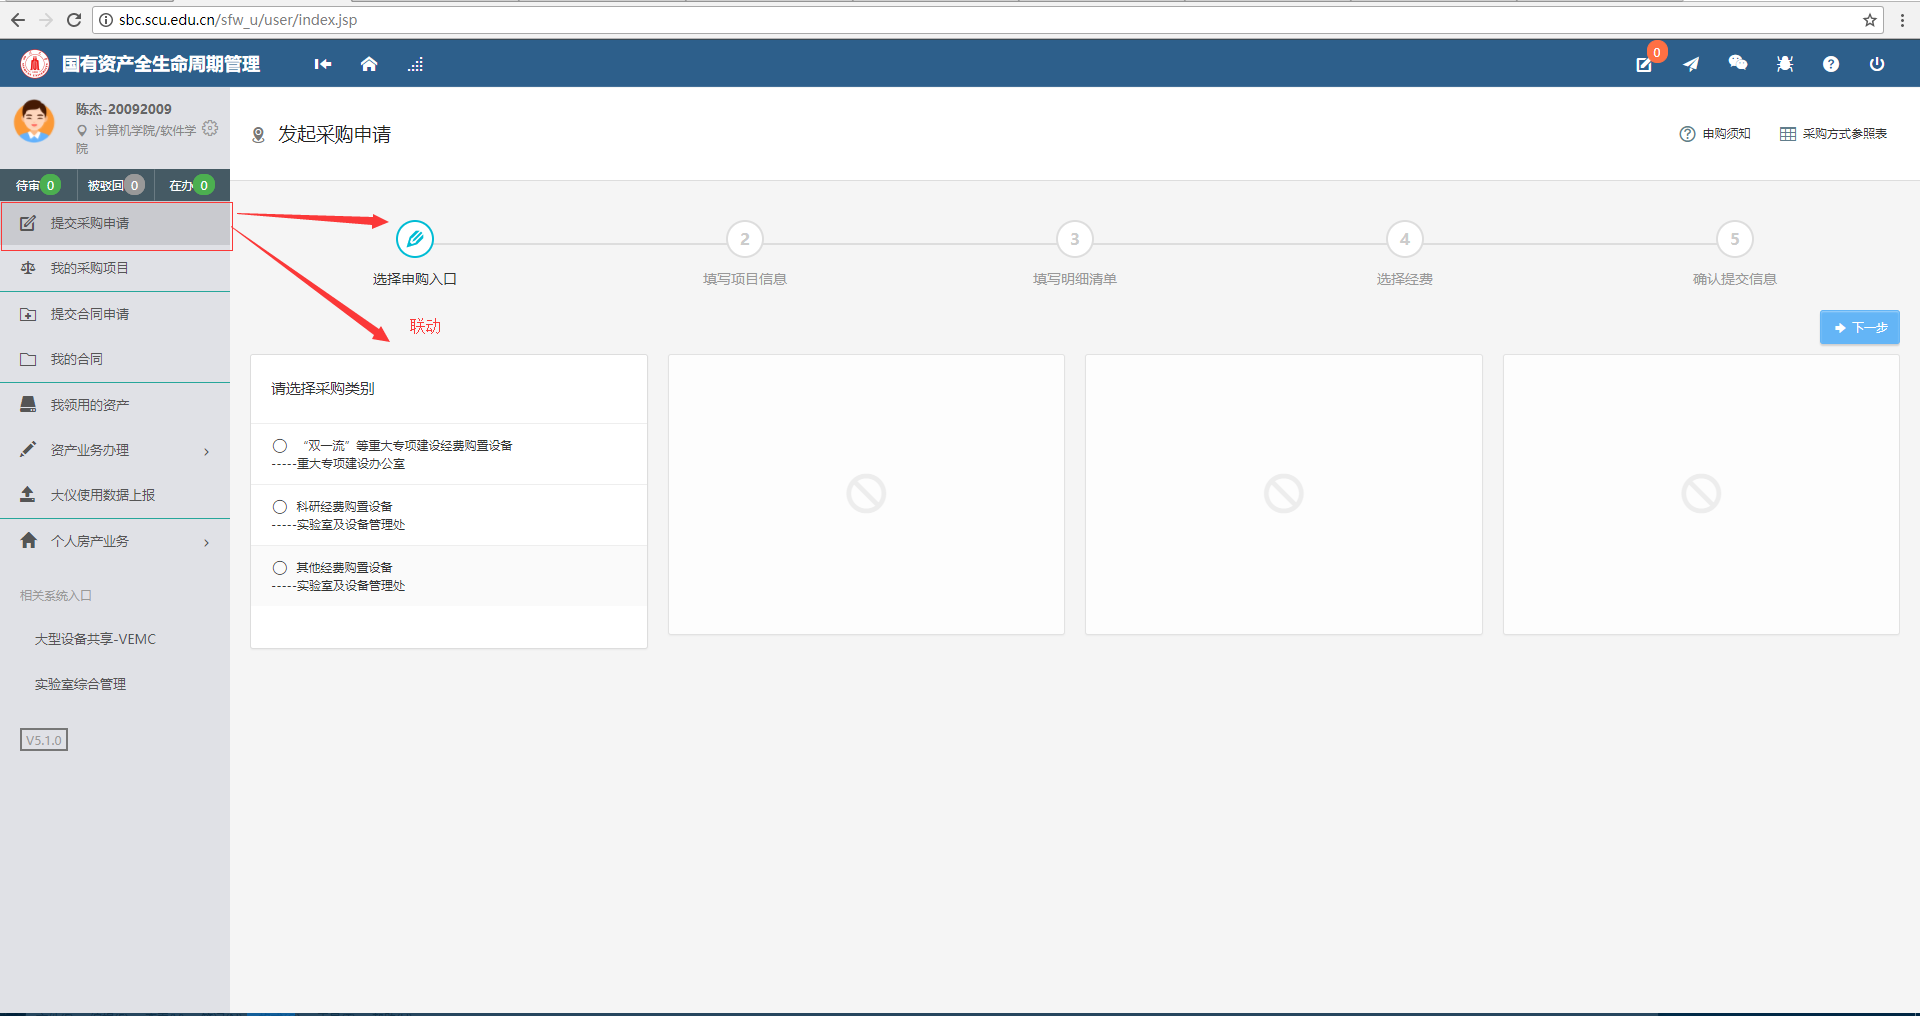 sbc.scu.edu.cn/sfw_u/user/index.jsp
国有资产全生命周期管理
0
陈杰-20092009
计算机学院/软件学院
待审 0 被驳回 0 在办 0
提交采购申请
我的采购项目
提交合同申请
我的合同
我领用的资产
资产业务办理
大仪使用数据上报
个人房产业务
相关系统入口
大型设备共享-VEMC
实验室综合管理
V5.1.0
发起采购申请
申购须知
采购方式参照表
选择申购入口
2
填写项目信息
3
填写明细清单
4
选择经费
5
确认提交信息
联动
下一步
请选择采购类别
“双一流”等重大专项建设经费购置设备
-----重大专项建设办公室
科研经费购置设备
-----实验室及设备管理处
其他经费购置设备
-----实验室及设备管理处